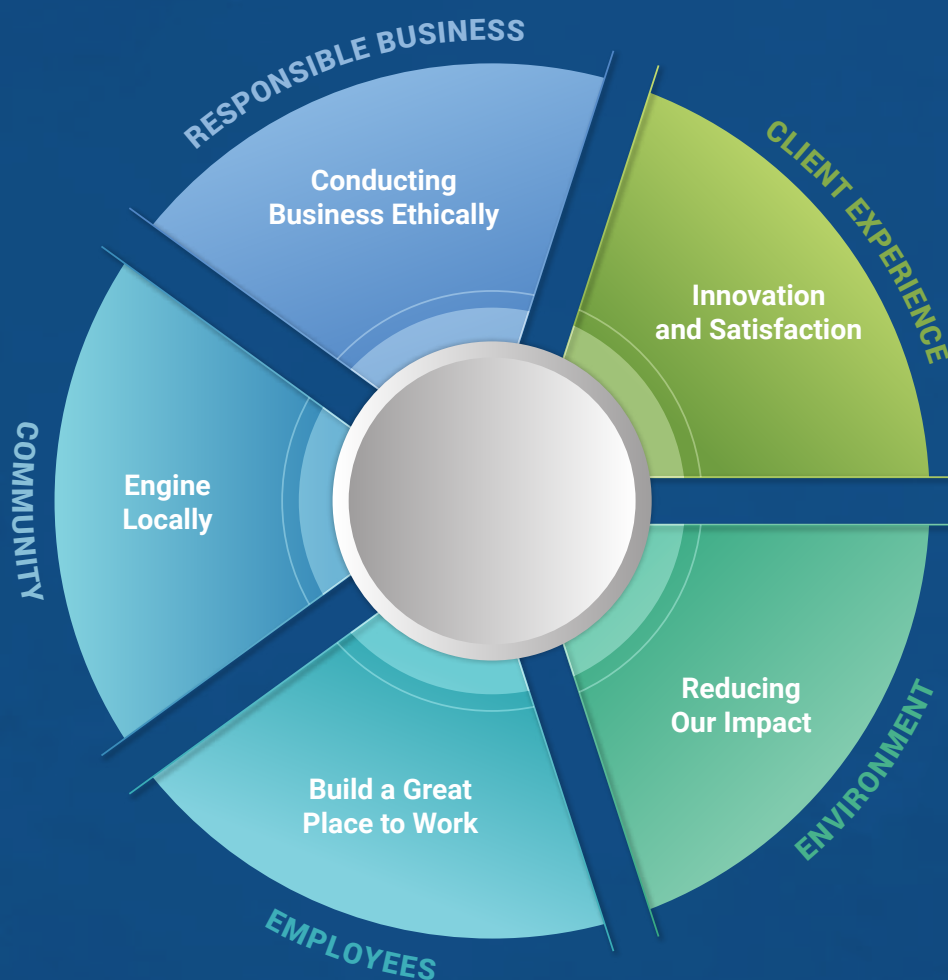 RESPONSIBLE BUSINESS
Conducting
Business Ethically
CLIENT EXPERIENCE
Innovation
and Satisfaction
COMMUNITY
Engine
Locally
Reducing
Our Impact
ENVIRONMENT
Build a Great
Place to Work
EMPLOYEES